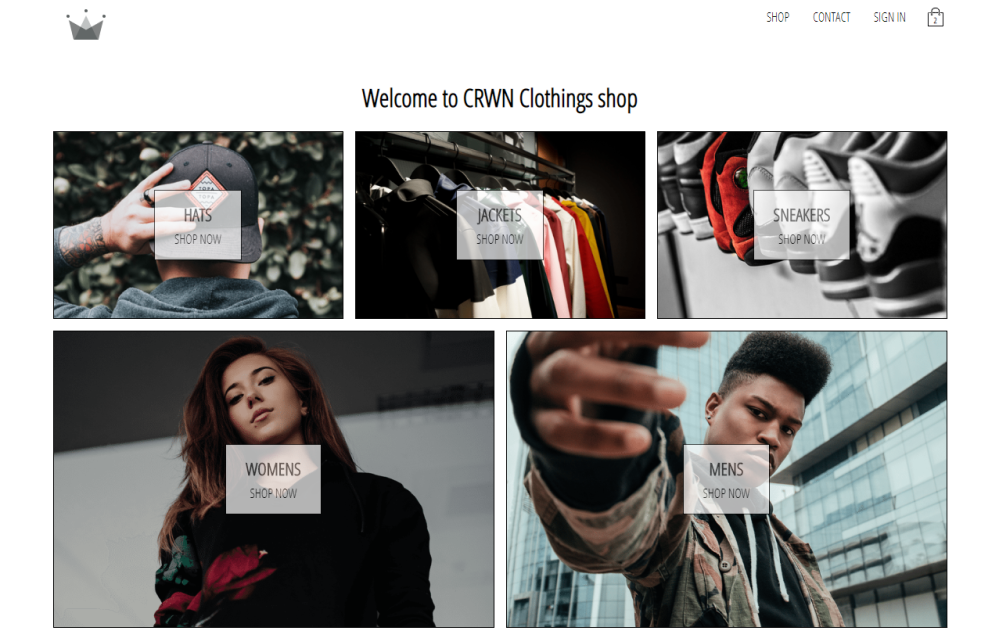 SHOP CONTACT SIGN IN 2
Welcome to CRWN Clothings shop
HATS
SHOP NOW
JACKETS
SHOP NOW
SNEAKERS
SHOP NOW
WOMENS
SHOP NOW
MENS
SHOP NOW